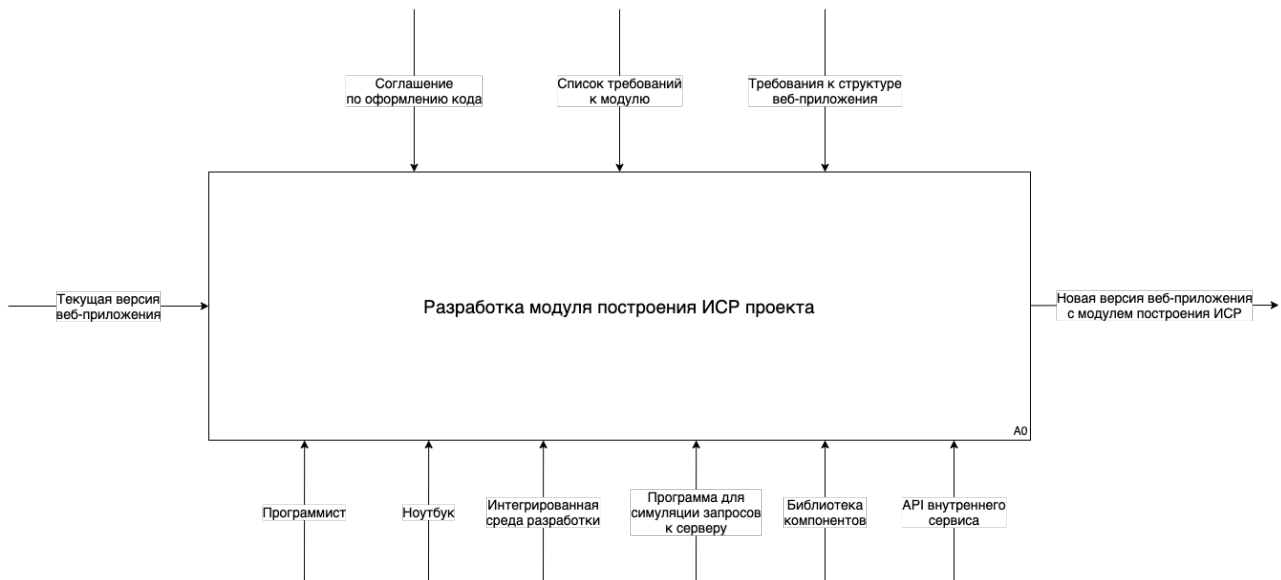 Соглашение
по оформлению кода
Список требований
к модулю
Требования к структуре
веб-приложения
Текущая версия
веб-приложения
Разработка модуля построения ИСР проекта
Новая версия веб-приложения
с модулем построения ИСР
A0
Программист
Ноутбук
Интегрированная
среда разработки
Программа для
симуляции запросов
к серверу
Библиотека
компонентов
API внутреннего
сервиса